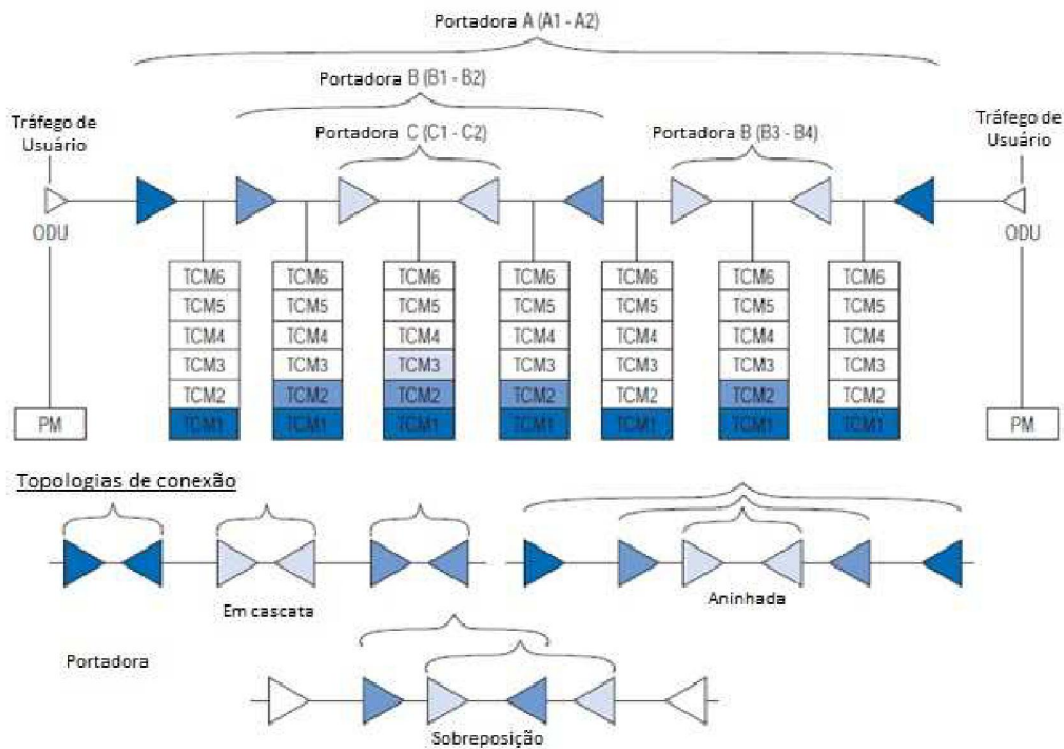 Portadora A (A1 - A2)
Portadora B (B1 - B2)
Tráfego de
Usuário
Portadora C (C1 - C2)
Portadora B (B3 - B4)
Tráfego de
Usuário
ODU
ODU
TCM6 TCM6 TCM6 TCM6 TCM6 TCM6 TCM6
TCM5 TCM5 TCM5 TCM5 TCM5 TCM5 TCM5
TCM4 TCM4 TCM4 TCM4 TCM4 TCM4 TCM4
TCM3 TCM3 TCM3 TCM3 TCM3 TCM3 TCM3
TCM2 TCM2 TCM2 TCM2 TCM2 TCM2 TCM2
PM TCM1 TCM1 TCM1 TCM1 TCM1 TCM1 TCM1 PM
Topologias de conexão
Em cascata
Aninhada
Portadora
Sobreposição